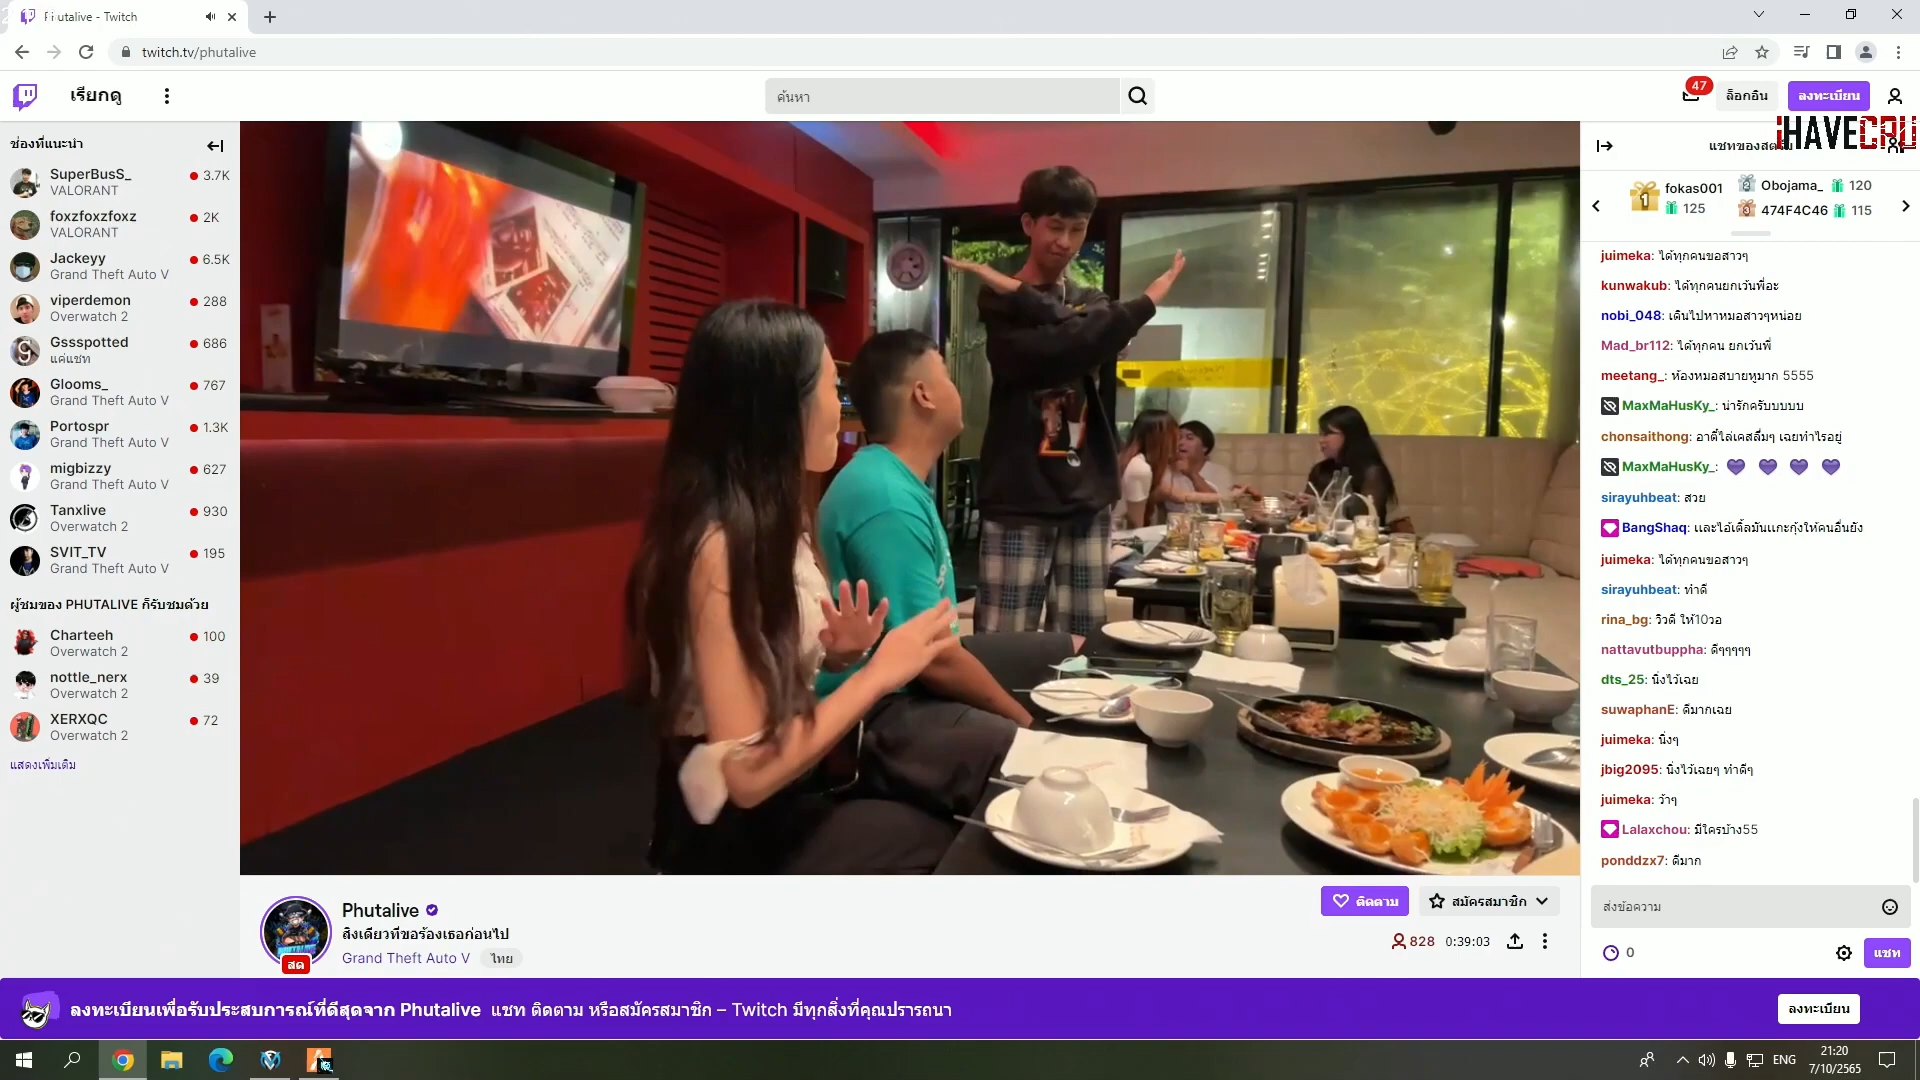 Phutalive - Twitch
twitch.tv/phutalive
เรียกดู
ค้นหา
47
ล็อกอิน
ลงทะเบียน
iHAVECPU
ช่องที่แนะนำ
SuperBusS_ 3.7K
VALORANT
foxzfoxzfoxz 2K
VALORANT
Jackeyy 6.5K
Grand Theft Auto V
viperdemon 288
Overwatch 2
Gssspotted 686
แค่แชท
Glooms_ 767
Grand Theft Auto V
Portospr 1.3K
Grand Theft Auto V
migbizzy 627
Grand Theft Auto V
Tanxlive 930
Overwatch 2
SVIT_TV 195
Grand Theft Auto V
ผู้ชมของ PHUTALIVE ก็รับชมด้วย
Charteeh 100
Overwatch 2
nottle_nerx 39
Overwatch 2
XERXQC 72
Overwatch 2
แสดงเพิ่มเติม
Phutalive
สิ่งเดียวที่ขอร้องเธอก่อนไป
Grand Theft Auto V ไทย
สด
ติดตาม
สมัครสมาชิก
828 0:39:03
แชทของสตรีม
1 fokas001 125
2 Obojama_ 120
3 474F4C46 115
juimeka: ได้ทุกคนขอสาวๆ
kunwakub: ได้ทุกคนยกเว้นพี่อะ
nobi_048: เดินไปหาหมอสาวๆหน่อย
Mad_br112: ได้ทุกคน ยกเว้นพี่
meetang_: ห้องหมอสบายหูมาก 5555
MaxMaHusKy_: น่ารักครับบบบบ
chonsaithong: อาตี๋ไล่เคสลื่มๆ เฉยทำไรอยู่
MaxMaHusKy_: 💜 💜 💜 💜
sirayuhbeat: สวย
BangShaq: เเละไอ้เติ้ลมันเเกะกุ้งให้คนอื่นยัง
juimeka: ได้ทุกคนขอสาวๆ
sirayuhbeat: ทำดี
rina_bg: วิวดี ให้10วอ
nattavutbuppha: ดีๆๆๆๆๆ
dts_25: นิ่งไว้เฉย
suwaphanE: ดีมากเฉย
juimeka: นิ่งๆ
jbig2095: นิ่งไว้เฉยๆ ทำดีๆ
juimeka: ว้าๆ
Lalaxchou: มีใครบ้าง55
ponddzx7: ดีมาก
ส่งข้อความ
0
แชท
ลงทะเบียนเพื่อรับประสบการณ์ที่ดีสุดจาก Phutalive แชท ติดตาม หรือสมัครสมาชิก – Twitch มีทุกสิ่งที่คุณปรารถนา
ลงทะเบียน
ENG
21:20
7/10/2565